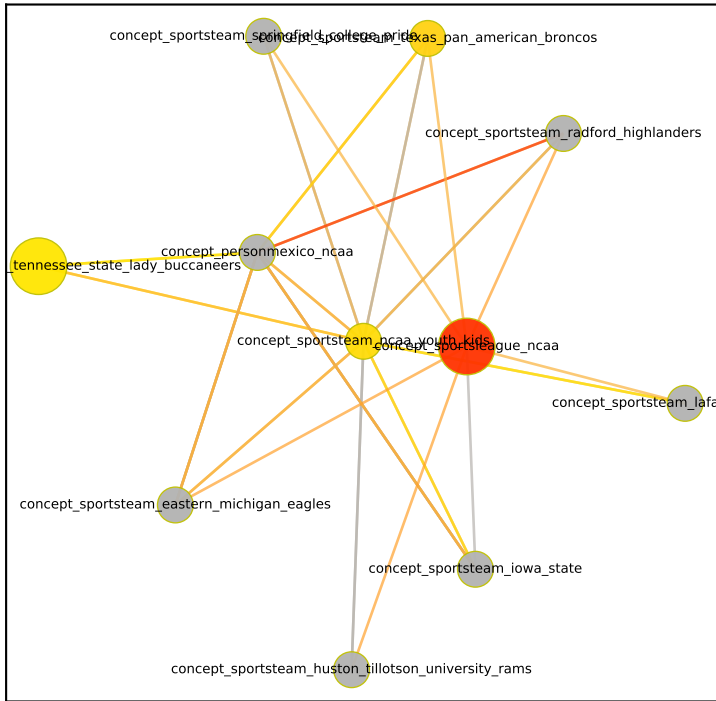 concept_sportsteam_springfield_college_pride
concept_sportsteam_texas_pan_american_broncos
concept_sportsteam_radford_highlanders
concept_personmexico_ncaa
_tennessee_state_lady_buccaneers
concept_sportsteam_ncaa_youth_kids
concept_sportsleague_ncaa
concept_sportsteam_lafa
concept_sportsteam_eastern_michigan_eagles
concept_sportsteam_iowa_state
concept_sportsteam_huston_tillotson_university_rams